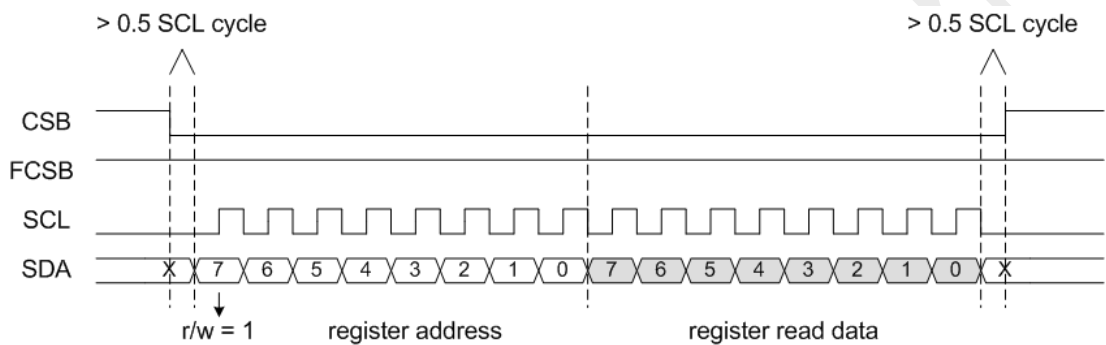 > 0.5 SCL cycle > 0.5 SCL cycle
CSB
FCSB
SCL
SDA X 7 6 5 4 3 2 1 0 7 6 5 4 3 2 1 0 X
r/w = 1 register address register read data